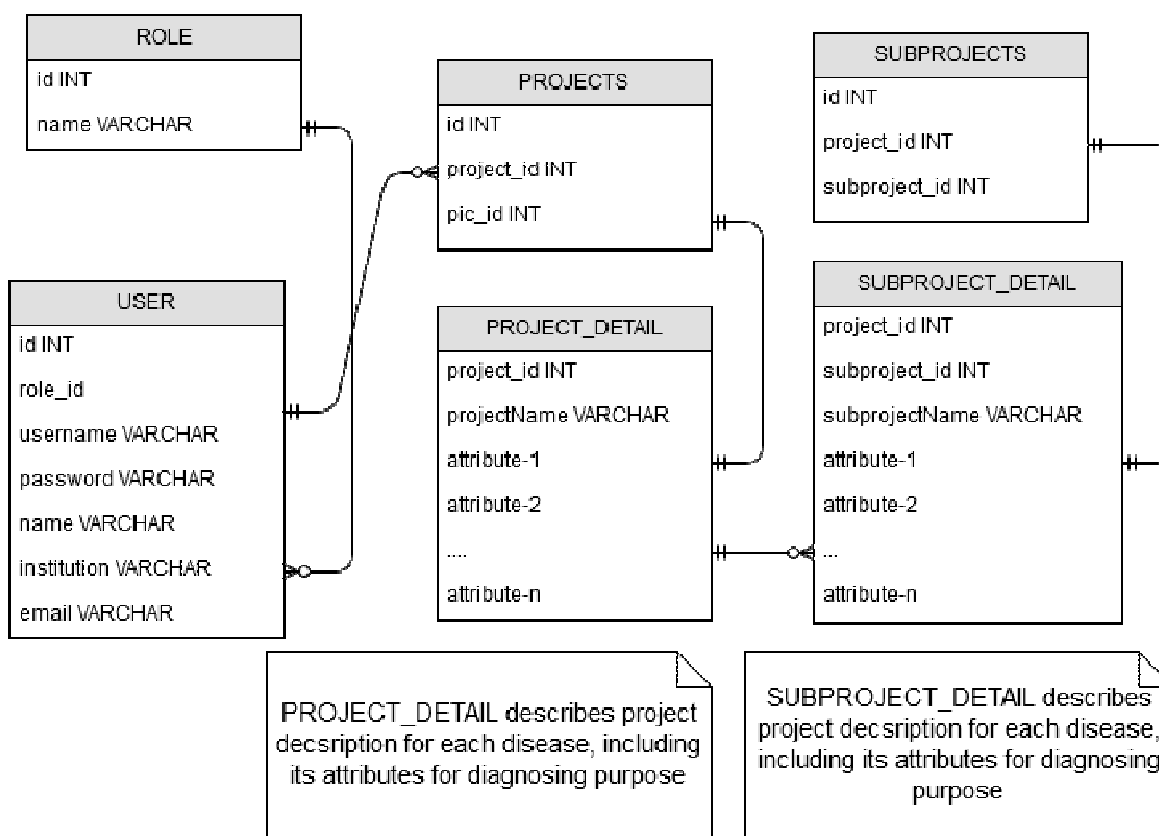 ROLE
id INT
name VARCHAR
PROJECTS
id INT
project_id INT
pic_id INT
SUBPROJECTS
id INT
project_id INT
subproject_id INT
USER
id INT
role_id
username VARCHAR
password VARCHAR
name VARCHAR
institution VARCHAR
email VARCHAR
PROJECT_DETAIL
project_id INT
projectName VARCHAR
attribute-1
attribute-2
....
attribute-n
SUBPROJECT_DETAIL
project_id INT
subproject_id INT
subprojectName VARCHAR
attribute-1
attribute-2
...
attribute-n
PROJECT_DETAIL describes project
decsription for each disease, including
its attributes for diagnosing purpose
SUBPROJECT_DETAIL describes
project decsription for each disease,
including its attributes for diagnosing
purpose